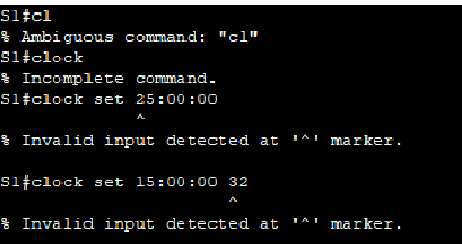 S1#cl
% Ambiguous command: "cl"
S1#clock
% Incomplete command.
S1#clock set 25:00:00
^
% Invalid input detected at '^' marker.
S1#clock set 15:00:00 32
^
% Invalid input detected at '^' marker.